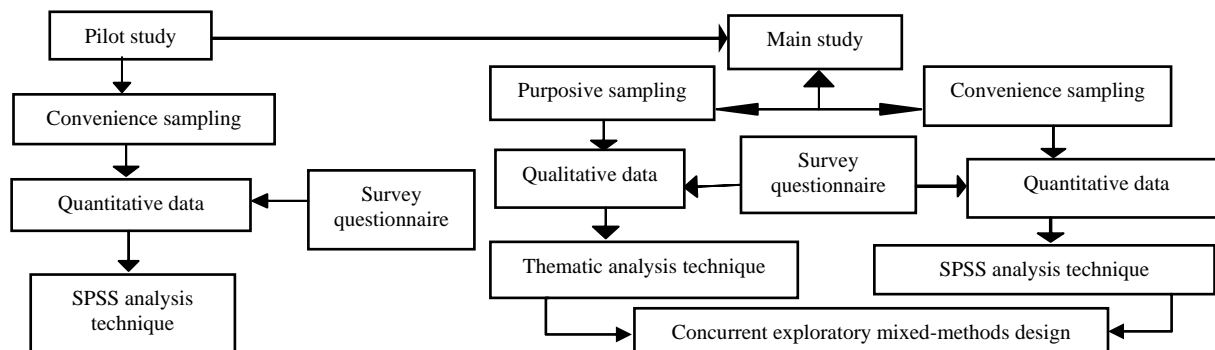 Pilot study
Main study
Purposive sampling
Convenience sampling
Convenience sampling
Qualitative data
Survey
questionnaire
Quantitative data
Quantitative data
Survey
questionnaire
Thematic analysis technique
SPSS analysis technique
SPSS analysis
technique
Concurrent exploratory mixed-methods design